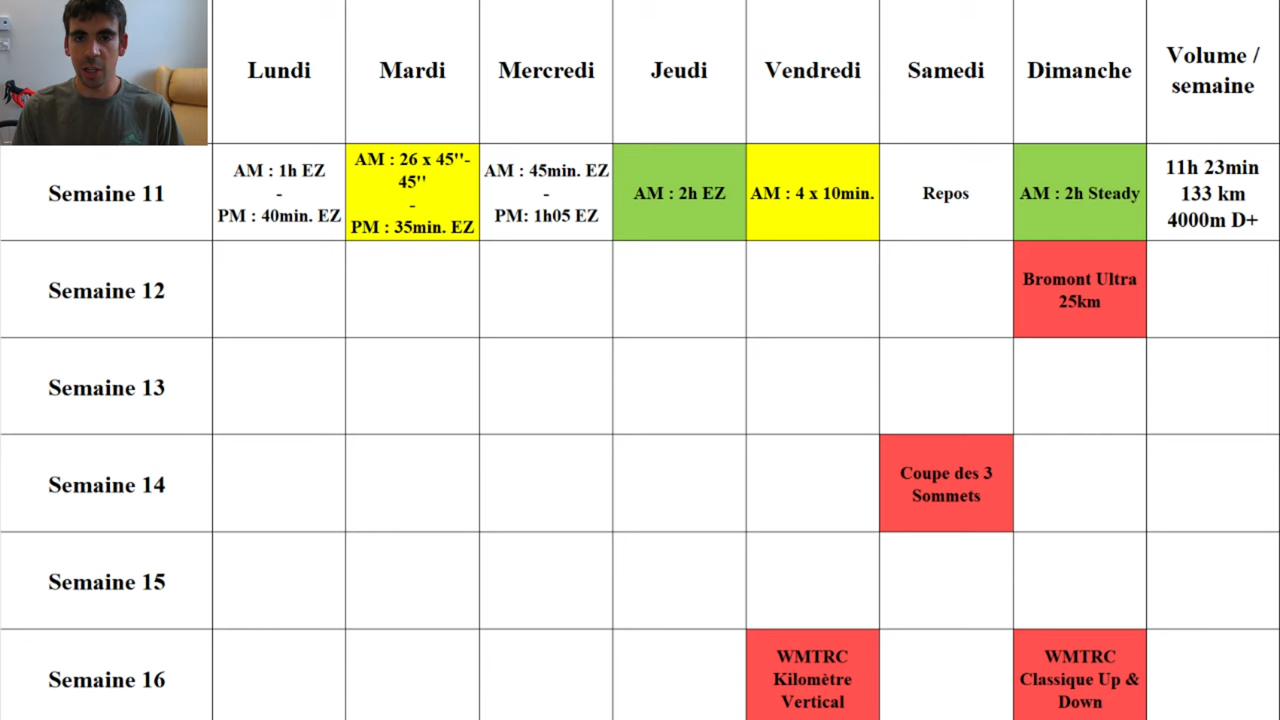 Lundi
Mardi
Mercredi
Jeudi
Vendredi
Samedi
Dimanche
Volume /
semaine
Semaine 11
AM : 1h EZ
-
PM : 40min. EZ
AM : 26 x 45''-
45''
-
PM : 35min. EZ
AM : 45min. EZ
-
PM: 1h05 EZ
AM : 2h EZ
AM : 4 x 10min.
Repos
AM : 2h Steady
11h 23min
133 km
4000m D+
Semaine 12
Bromont Ultra
25km
Semaine 13
Semaine 14
Coupe des 3
Sommets
Semaine 15
Semaine 16
WMTRC
Kilomètre
Vertical
WMTRC
Classique Up &
Down